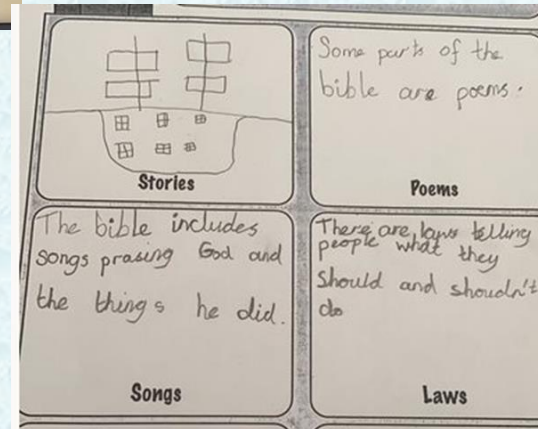 Stories
Some parts of the
bible are poems.
Poems
The bible includes
songs prasing God and
the things he did.
Songs
There are laws telling
people what they
should and shoudn't
do
Laws